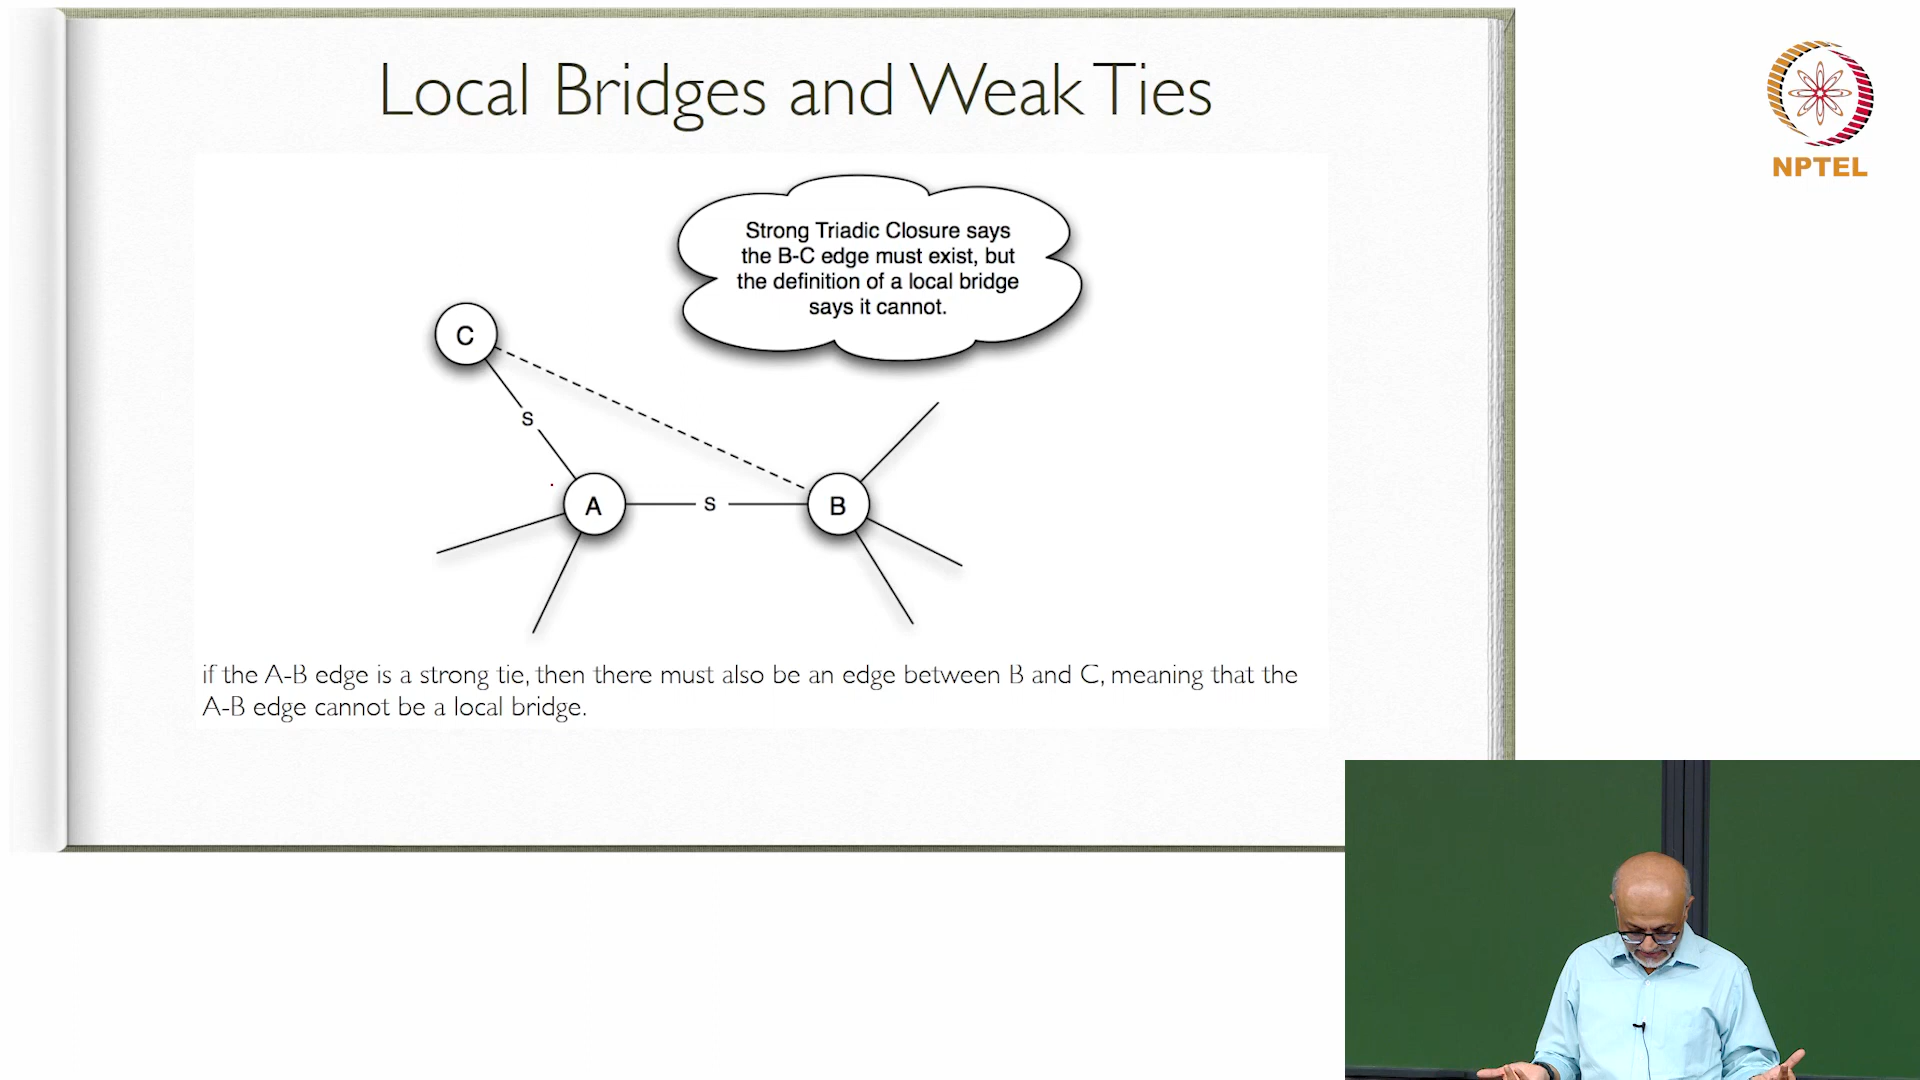 Local Bridges and Weak Ties
NPTEL
Strong Triadic Closure says
the B-C edge must exist, but
the definition of a local bridge
says it cannot.
C
S
A
S
B
if the A-B edge is a strong tie, then there must also be an edge between B and C, meaning that the
A-B edge cannot be a local bridge.